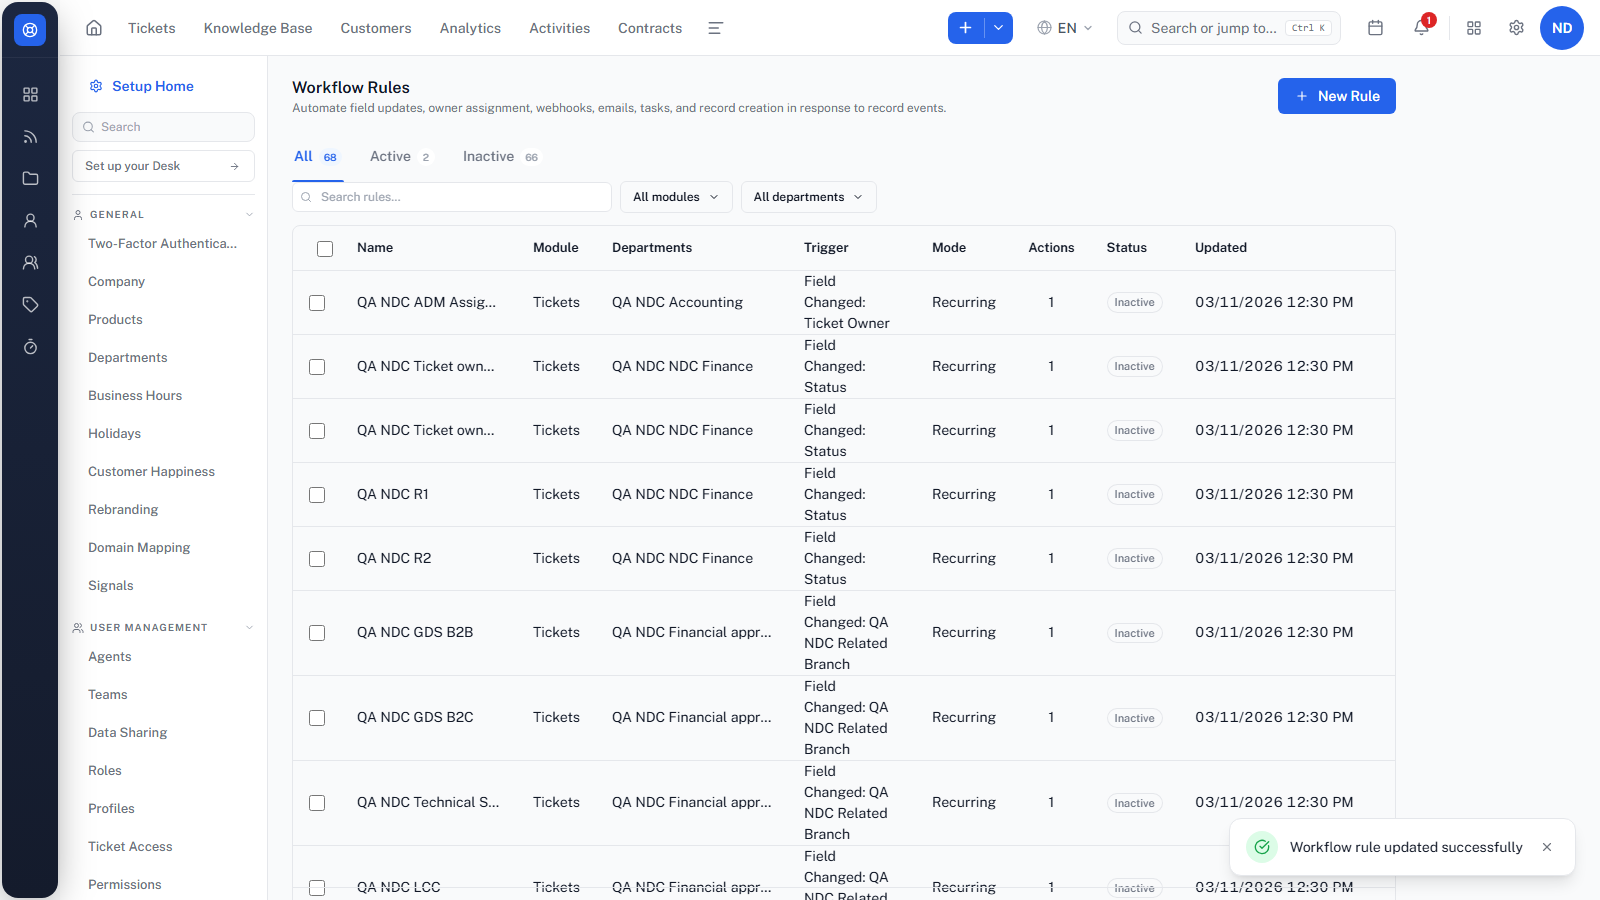 Tickets
Knowledge Base
Customers
Analytics
Activities
Contracts
EN
Search or jump to...
Ctrl K
1
ND
Setup Home
Search
Set up your Desk
GENERAL
Two-Factor Authentica...
Company
Products
Departments
Business Hours
Holidays
Customer Happiness
Rebranding
Domain Mapping
Signals
USER MANAGEMENT
Agents
Teams
Data Sharing
Roles
Profiles
Ticket Access
Permissions
Workflow Rules
Automate field updates, owner assignment, webhooks, emails, tasks, and record creation in response to record events.
New Rule
All 68
Active 2
Inactive 66
Search rules...
All modules
All departments
Name Module Departments Trigger Mode Actions Status Updated
QA NDC ADM Assig... Tickets QA NDC Accounting Field Changed: Ticket Owner Recurring 1 Inactive 03/11/2026 12:30 PM
QA NDC Ticket own... Tickets QA NDC NDC Finance Field Changed: Status Recurring 1 Inactive 03/11/2026 12:30 PM
QA NDC Ticket own... Tickets QA NDC NDC Finance Field Changed: Status Recurring 1 Inactive 03/11/2026 12:30 PM
QA NDC R1 Tickets QA NDC NDC Finance Field Changed: Status Recurring 1 Inactive 03/11/2026 12:30 PM
QA NDC R2 Tickets QA NDC NDC Finance Field Changed: Status Recurring 1 Inactive 03/11/2026 12:30 PM
QA NDC GDS B2B Tickets QA NDC Financial appr... Field Changed: QA NDC Related Branch Recurring 1 Inactive 03/11/2026 12:30 PM
QA NDC GDS B2C Tickets QA NDC Financial appr... Field Changed: QA NDC Related Branch Recurring 1 Inactive 03/11/2026 12:30 PM
QA NDC Technical S... Tickets QA NDC Financial appr... Field Changed: QA NDC Related Branch Recurring 1 Inactive 03/11/2026 12:30 PM
QA NDC LCC Tickets QA NDC Financial appr... Field Changed: QA NDC Related Recurring 1 Inactive 03/11/2026 12:30 PM
Workflow rule updated successfully